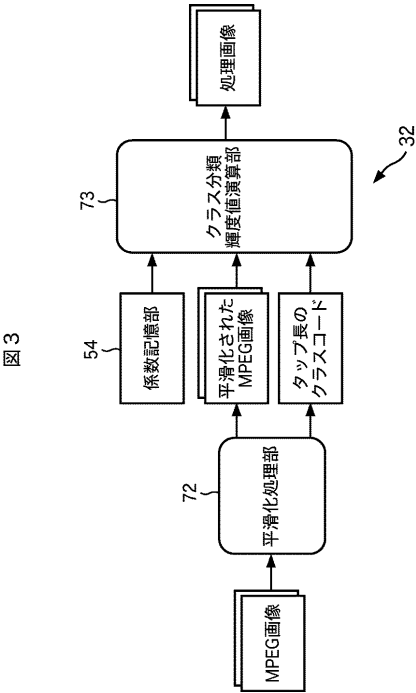 図３
MPEG画像
72
平滑化処理部
54
係数記憶部
平滑化された
MPEG画像
タップ長の
クラスコード
73
クラス分類
輝度値演算部
処理画像
32